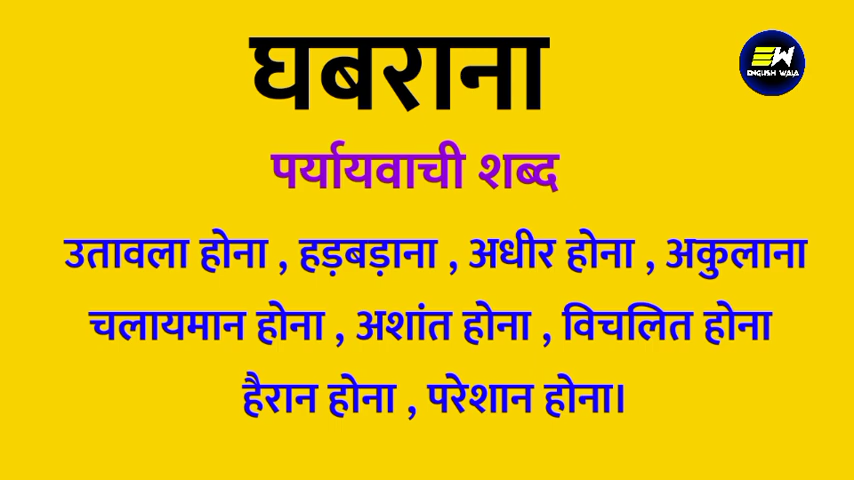 घबराना
EW
ENGLISH WALA
पर्यायवाची शब्द
उतावला होना , हड़बड़ाना , अधीर होना , अकुलाना
चलायमान होना , अशांत होना , विचलित होना
हैरान होना , परेशान होना।